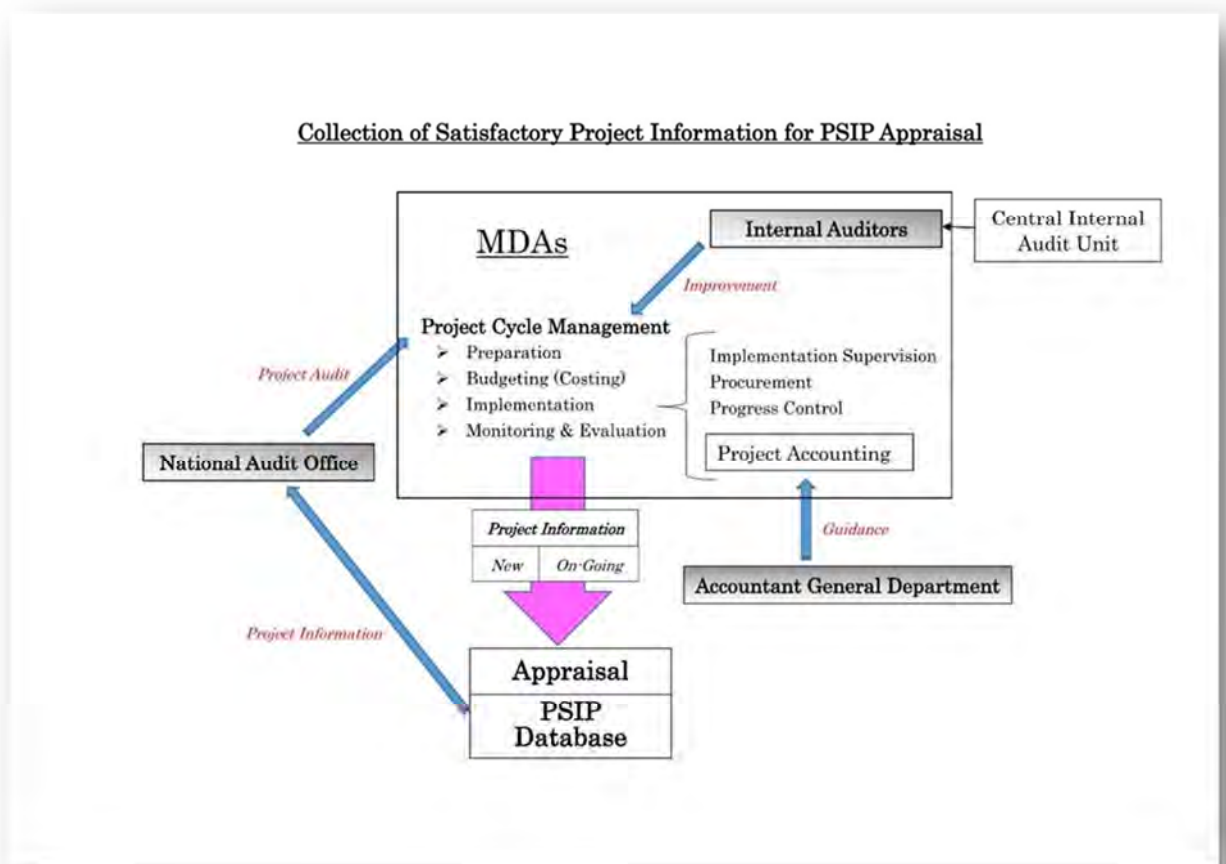 Collection of Satisfactory Project Information for PSIP Appraisal
MDAs
Internal Auditors
Central Internal
Audit Unit
Improvement
Project Cycle Management
➢ Preparation
➢ Budgeting (Costing)
➢ Implementation
➢ Monitoring & Evaluation
Implementation Supervision
Procurement
Progress Control
Project Accounting
Project Audit
National Audit Office
Project Information
New
On-Going
Guidance
Accountant General Department
Project Information
Appraisal
PSIP
Database